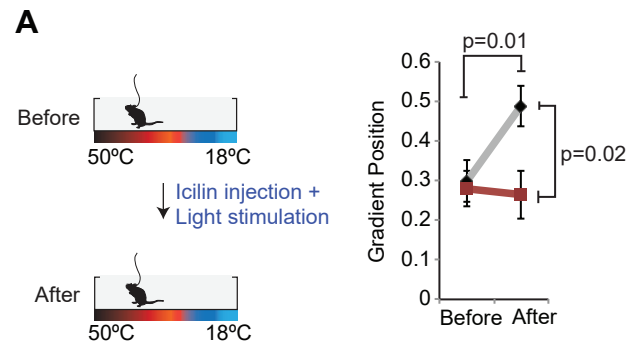 A
Before
50ºC 18ºC
Icilin injection +
Light stimulation
After
50ºC 18ºC
Gradient Position
0.6
0.5
0.4
0.3
0.2
0.1
0
p=0.01
p=0.02
Before After